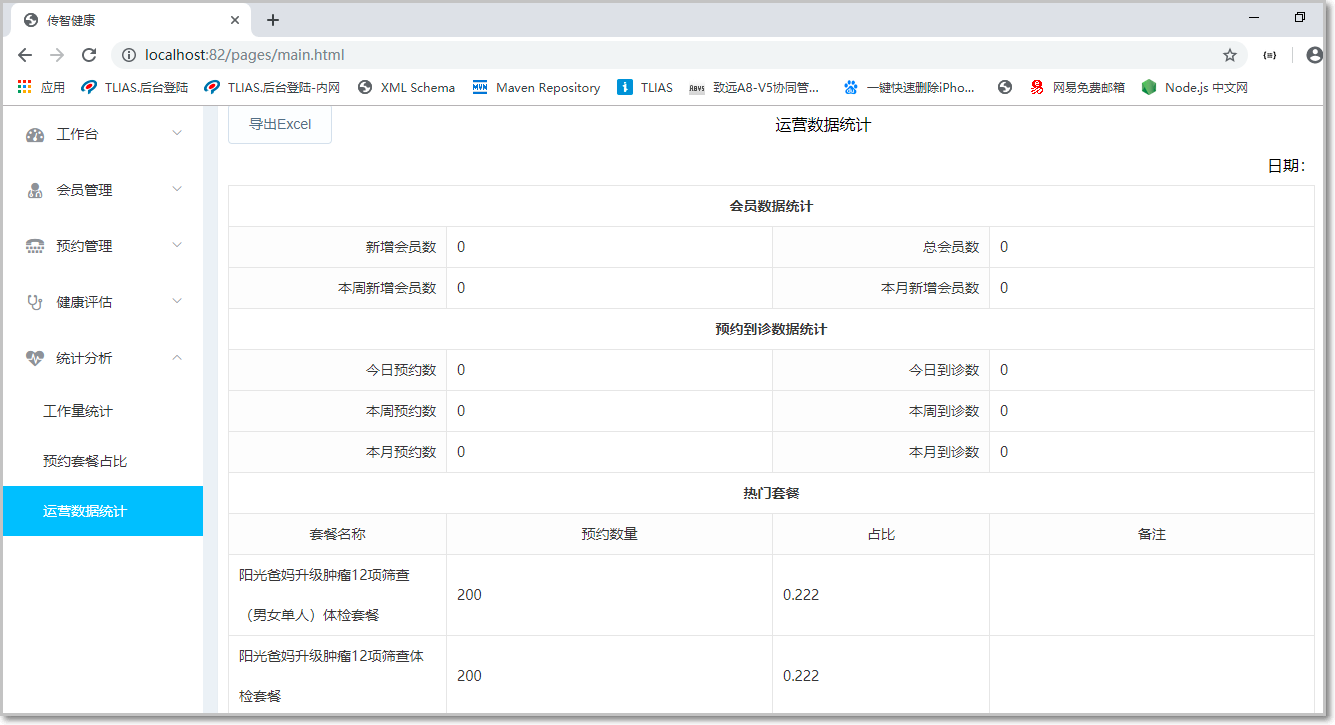 传智健康
localhost:82/pages/main.html
应用 TLIAS.后台登陆 TLIAS.后台登陆-内网 XML Schema MVN Maven Repository TLIAS A8V5 致远A8-V5协同管... 一键快速删除iPho... 网易免费邮箱 Node.js 中文网
工作台
会员管理
预约管理
健康评估
统计分析
工作量统计
预约套餐占比
运营数据统计
导出Excel 运营数据统计
日期：
会员数据统计
新增会员数 0 总会员数 0
本周新增会员数 0 本月新增会员数 0
预约到诊数据统计
今日预约数 0 今日到诊数 0
本周预约数 0 本周到诊数 0
本月预约数 0 本月到诊数 0
热门套餐
套餐名称 预约数量 占比 备注
阳光爸妈升级肿瘤12项筛查
（男女单人）体检套餐 200 0.222
阳光爸妈升级肿瘤12项筛查体
检套餐 200 0.222